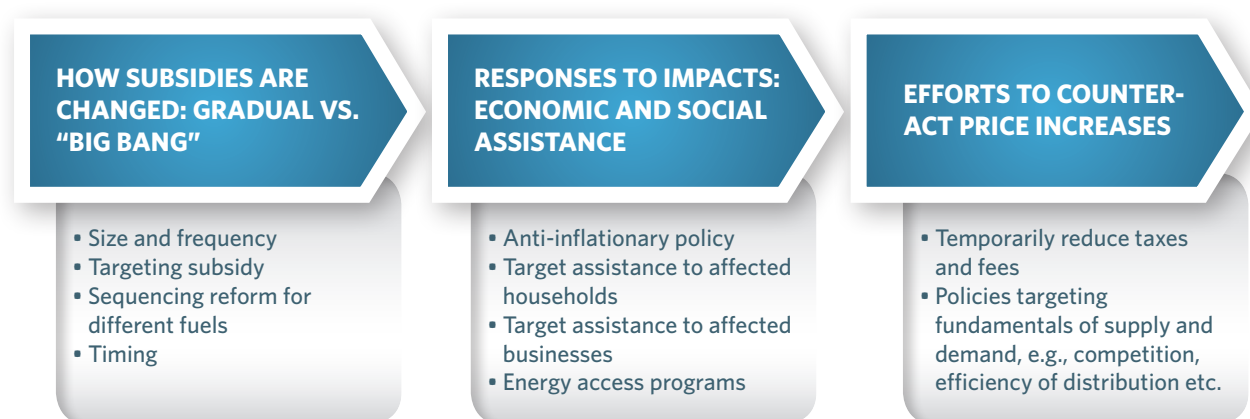 HOW SUBSIDIES ARE
CHANGED: GRADUAL VS.
“BIG BANG”
• Size and frequency
• Targeting subsidy
• Sequencing reform for
different fuels
• Timing
RESPONSES TO IMPACTS:
ECONOMIC AND SOCIAL
ASSISTANCE
• Anti-inflationary policy
• Target assistance to affected
households
• Target assistance to affected
businesses
• Energy access programs
EFFORTS TO COUNTER-
ACT PRICE INCREASES
• Temporarily reduce taxes
and fees
• Policies targeting
fundamentals of supply and
demand, e.g., competition,
efficiency of distribution etc.